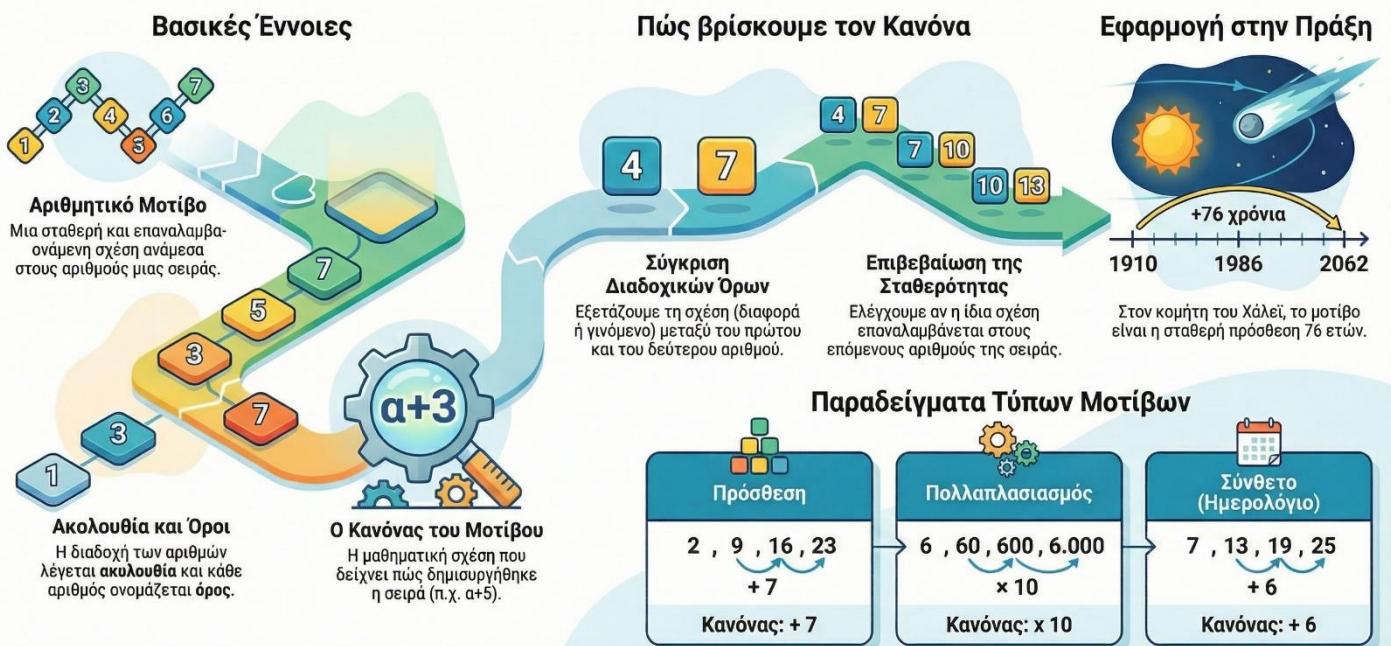 Βασικές Έννοιες
1 2 3 4 3 6 7
Αριθμητικό Μοτίβο
Μια σταθερή και επαναλαμβα-
ονάμενη σχέση ανάμεσα
στους αριθμούς μιας σειράς.
7
5
3
7
3
1
Ακολουθία και Όροι
Η διαδοχή των αριθμών
λέγεται ακυλουθία και κάθε
αριθμός ονομάζεται όρος.
α+3
Ο Κανόνας του Μοτίβου
Η μαθηματική σχέση που
δείχνει πώς δημισυργήθηκε
η σειρά (π.χ. α+5).
Πώς βρίσκουμε τον Κανόνα
4 7
4 7
7 10
10 13
Σύγκριση
Διαδοχικών Όρων
Εξετάζουμε τη σχέση (διαφορά
ή γινόμενο) μεταξύ του πρώτου
και του δεύτερου αριθμού.
Επιβεβαίωση της
Σταθερότητας
Ελέγχουμε αν η ίδια σχέση
επαναλαμβάνεται στους
επόμενους αριθμούς της σειράς.
Εφαρμογή στην Πράξη
+76 χρόνια
1910 1986 2062
Στον κομήτη του Χάλεϊ, το μοτίβο
είναι η σταθερή πρόσθεση 76 ετών.
Παραδείγματα Τύπων Μοτίβων
Πρόσθεση
2 , 9 , 16 , 23
+ 7
Κανόνας: + 7
Πολλαπλασιασμός
6 , 60 , 600 , 6.000
× 10
Κανόνας: x 10
Σύνθετο
(Ημερολόγιο)
7 , 13 , 19 , 25
+ 6
Κανόνας: + 6